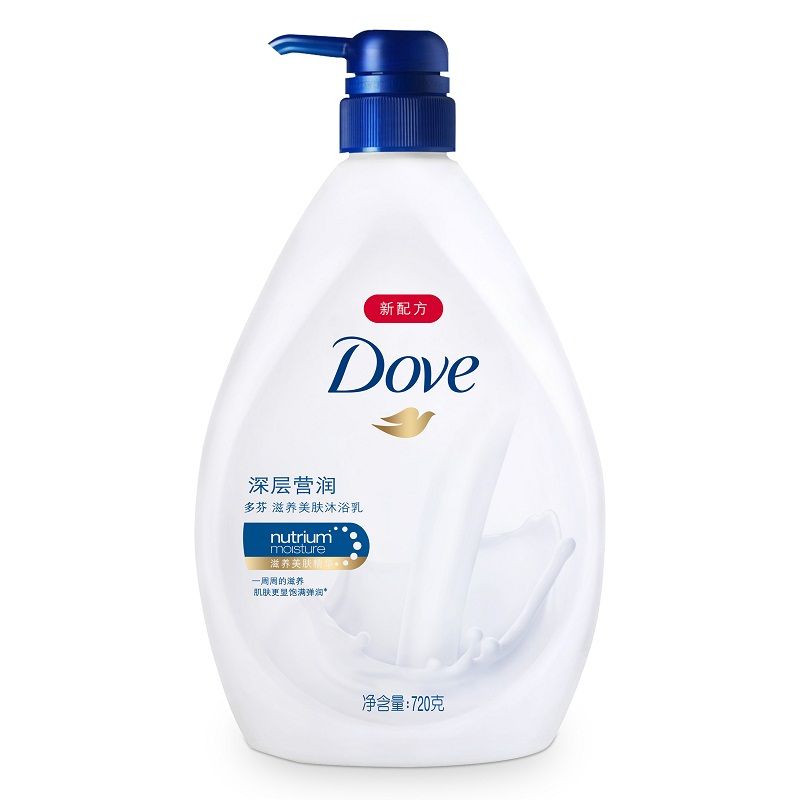 新配方
Dove
深层营润
多芬 滋养美肤沐浴乳
nutrium
moisture
滋养美肤精华
一周周的滋养
肌肤更显饱满弹润*
净含量:720克